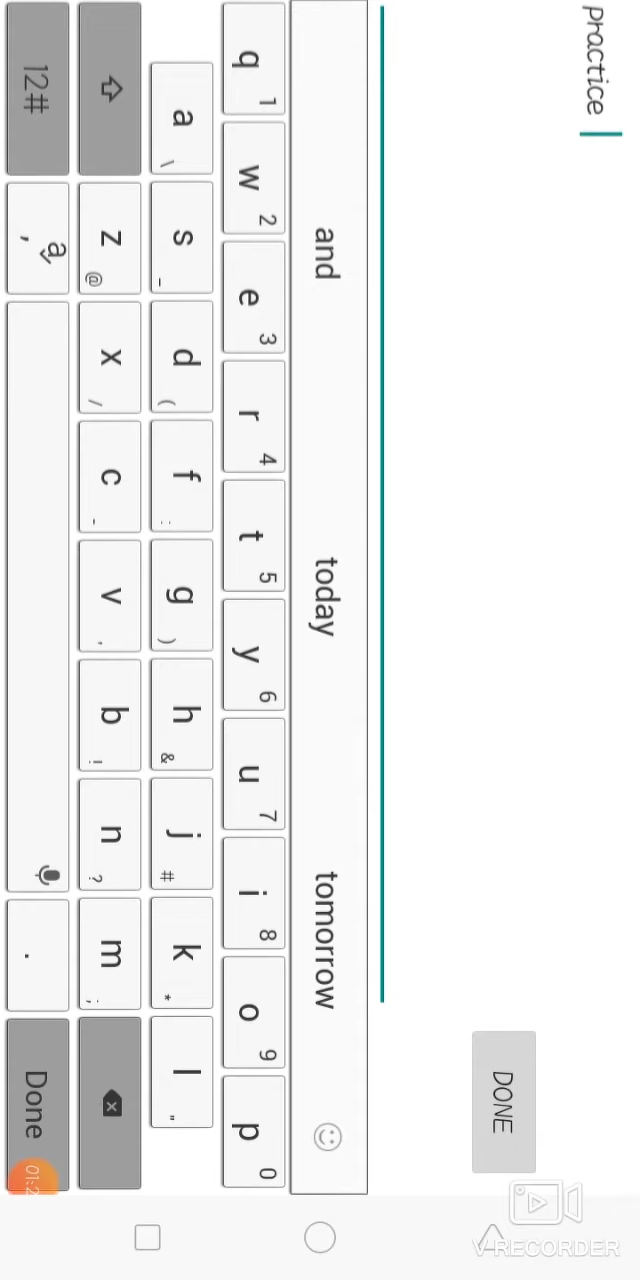 practice
DONE
and today tomorrow
q 1 w 2 e 3 r 4 t 5 y 6 u 7 i 8 o 9 p 0
a \ s _ d ( f : g ) h & j # k * l "
z @ x / c - v ' b ! n ? m ;
12# a , . Done
V RECORDER